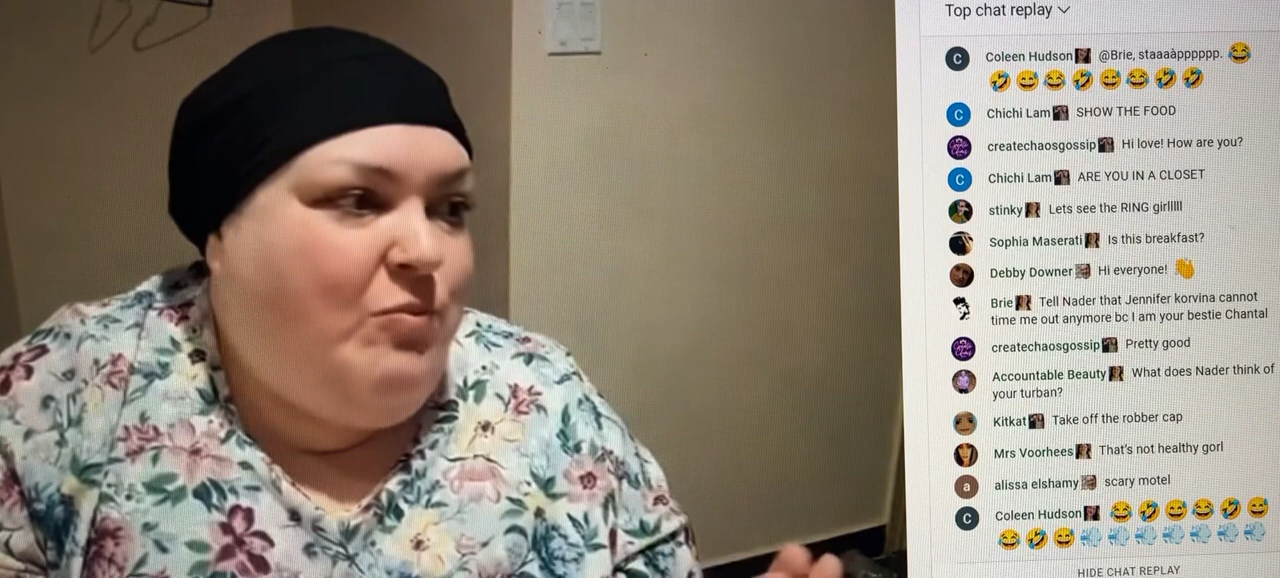 Top chat replay
Coleen Hudson @Brie, staaaàpppppp. 😂
🤣😅😂🤣😅😂🤣🤣
Chichi Lam SHOW THE FOOD
createchaosgossip Hi love! How are you?
Chichi Lam ARE YOU IN A CLOSET
stinky Lets see the RING girlllll
Sophia Maserati Is this breakfast?
Debby Downer Hi everyone! 👏
Brie Tell Nader that Jennifer korvina cannot
time me out anymore bc I am your bestie Chantal
createchaosgossip Pretty good
Accountable Beauty What does Nader think of
your turban?
Kitkat Take off the robber cap
Mrs Voorhees That's not healthy gorl
alissa elshamy scary motel
Coleen Hudson 😂🤣😅😂🤣😅
😂🤣😅💨💨💨💨💨💨💨
HIDE CHAT REPLAY